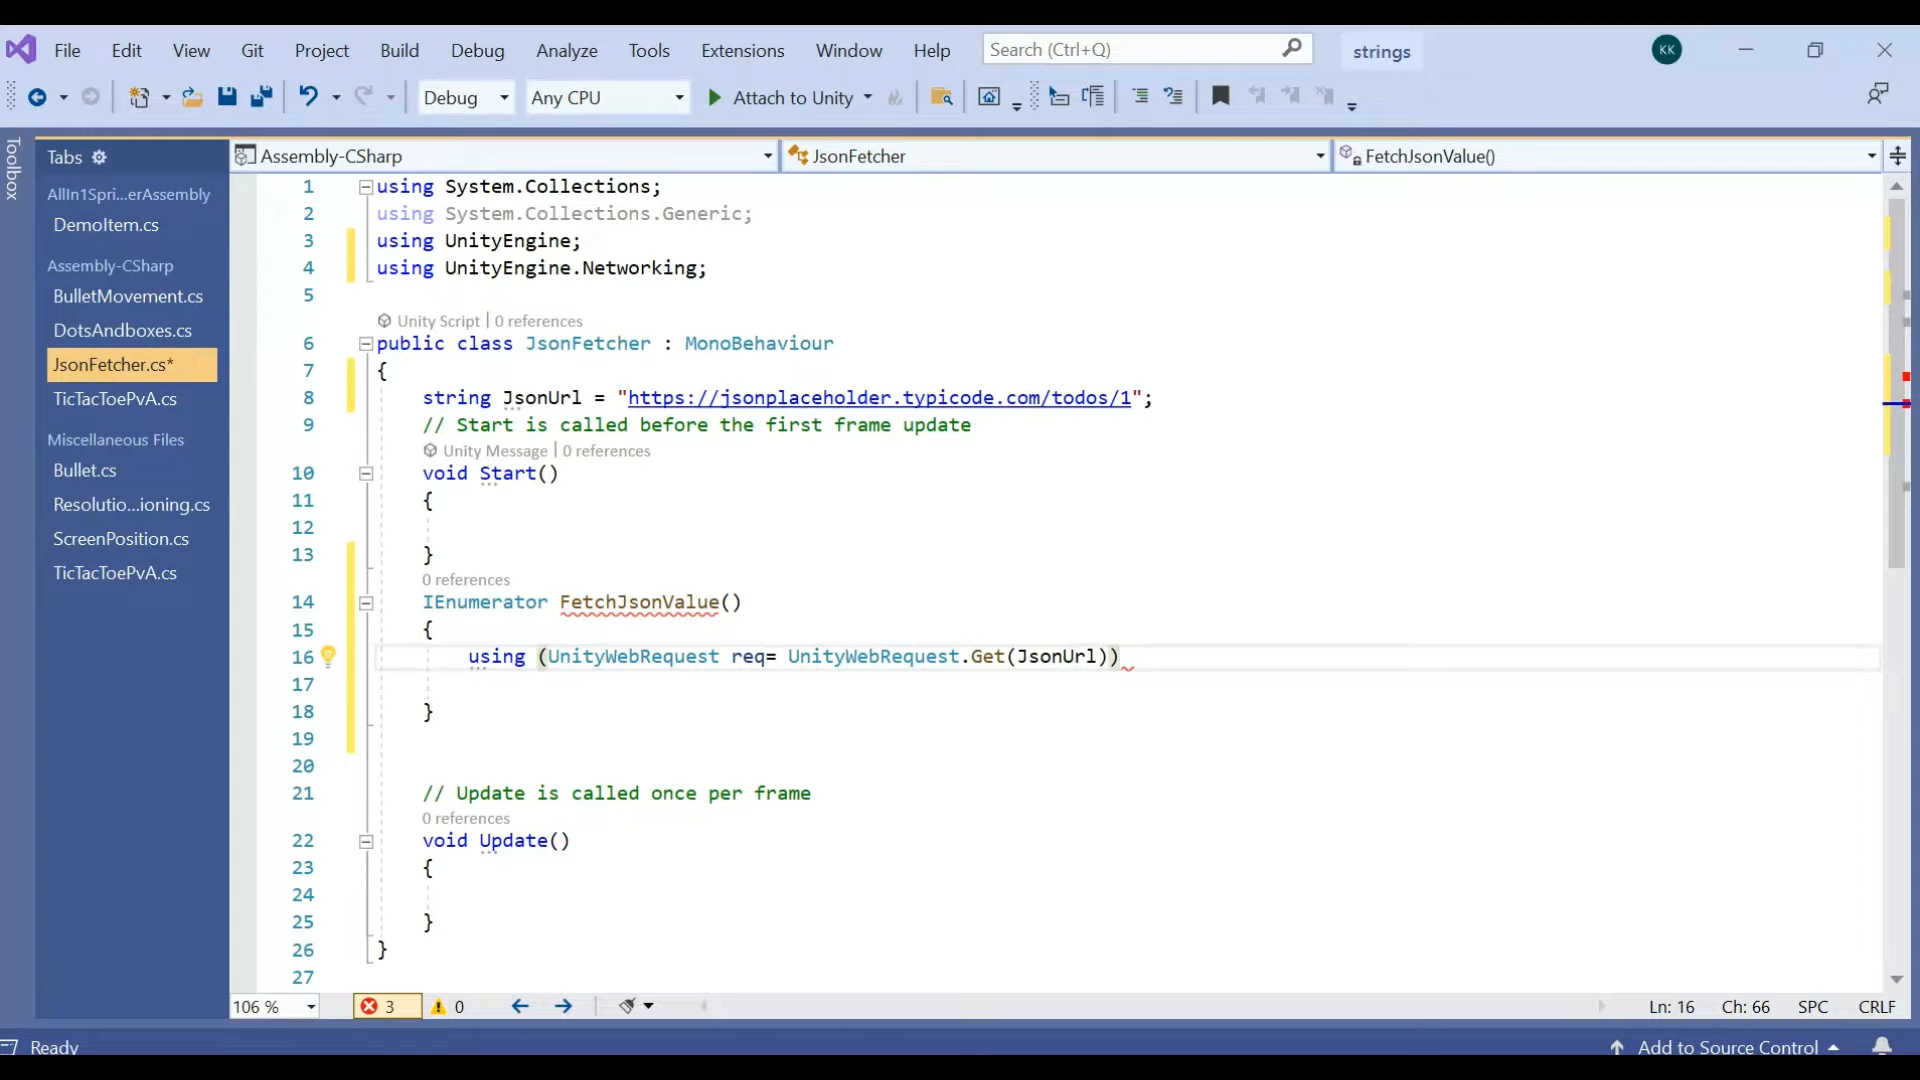 File Edit View Git Project Build Debug Analyze Tools Extensions Window Help Search (Ctrl+Q) strings KK
Debug Any CPU Attach to Unity
Toolbox
Tabs
AllIn1Spri...erAssembly
DemoItem.cs
Assembly-CSharp
BulletMovement.cs
DotsAndboxes.cs
JsonFetcher.cs*
TicTacToePvA.cs
Miscellaneous Files
Bullet.cs
Resolutio...ioning.cs
ScreenPosition.cs
TicTacToePvA.cs
Assembly-CSharp JsonFetcher FetchJsonValue()
1 using System.Collections;
2 using System.Collections.Generic;
3 using UnityEngine;
4 using UnityEngine.Networking;
5
Unity Script | 0 references
6 public class JsonFetcher : MonoBehaviour
7 {
8 string JsonUrl = "https://jsonplaceholder.typicode.com/todos/1";
9 // Start is called before the first frame update
Unity Message | 0 references
10 void Start()
11 {
12
13 }
0 references
14 IEnumerator FetchJsonValue()
15 {
16 using (UnityWebRequest req= UnityWebRequest.Get(JsonUrl))
17
18 }
19
20
21 // Update is called once per frame
0 references
22 void Update()
23 {
24
25 }
26 }
27
106 % 3 0 Ln: 16 Ch: 66 SPC CRLF
Ready Add to Source Control